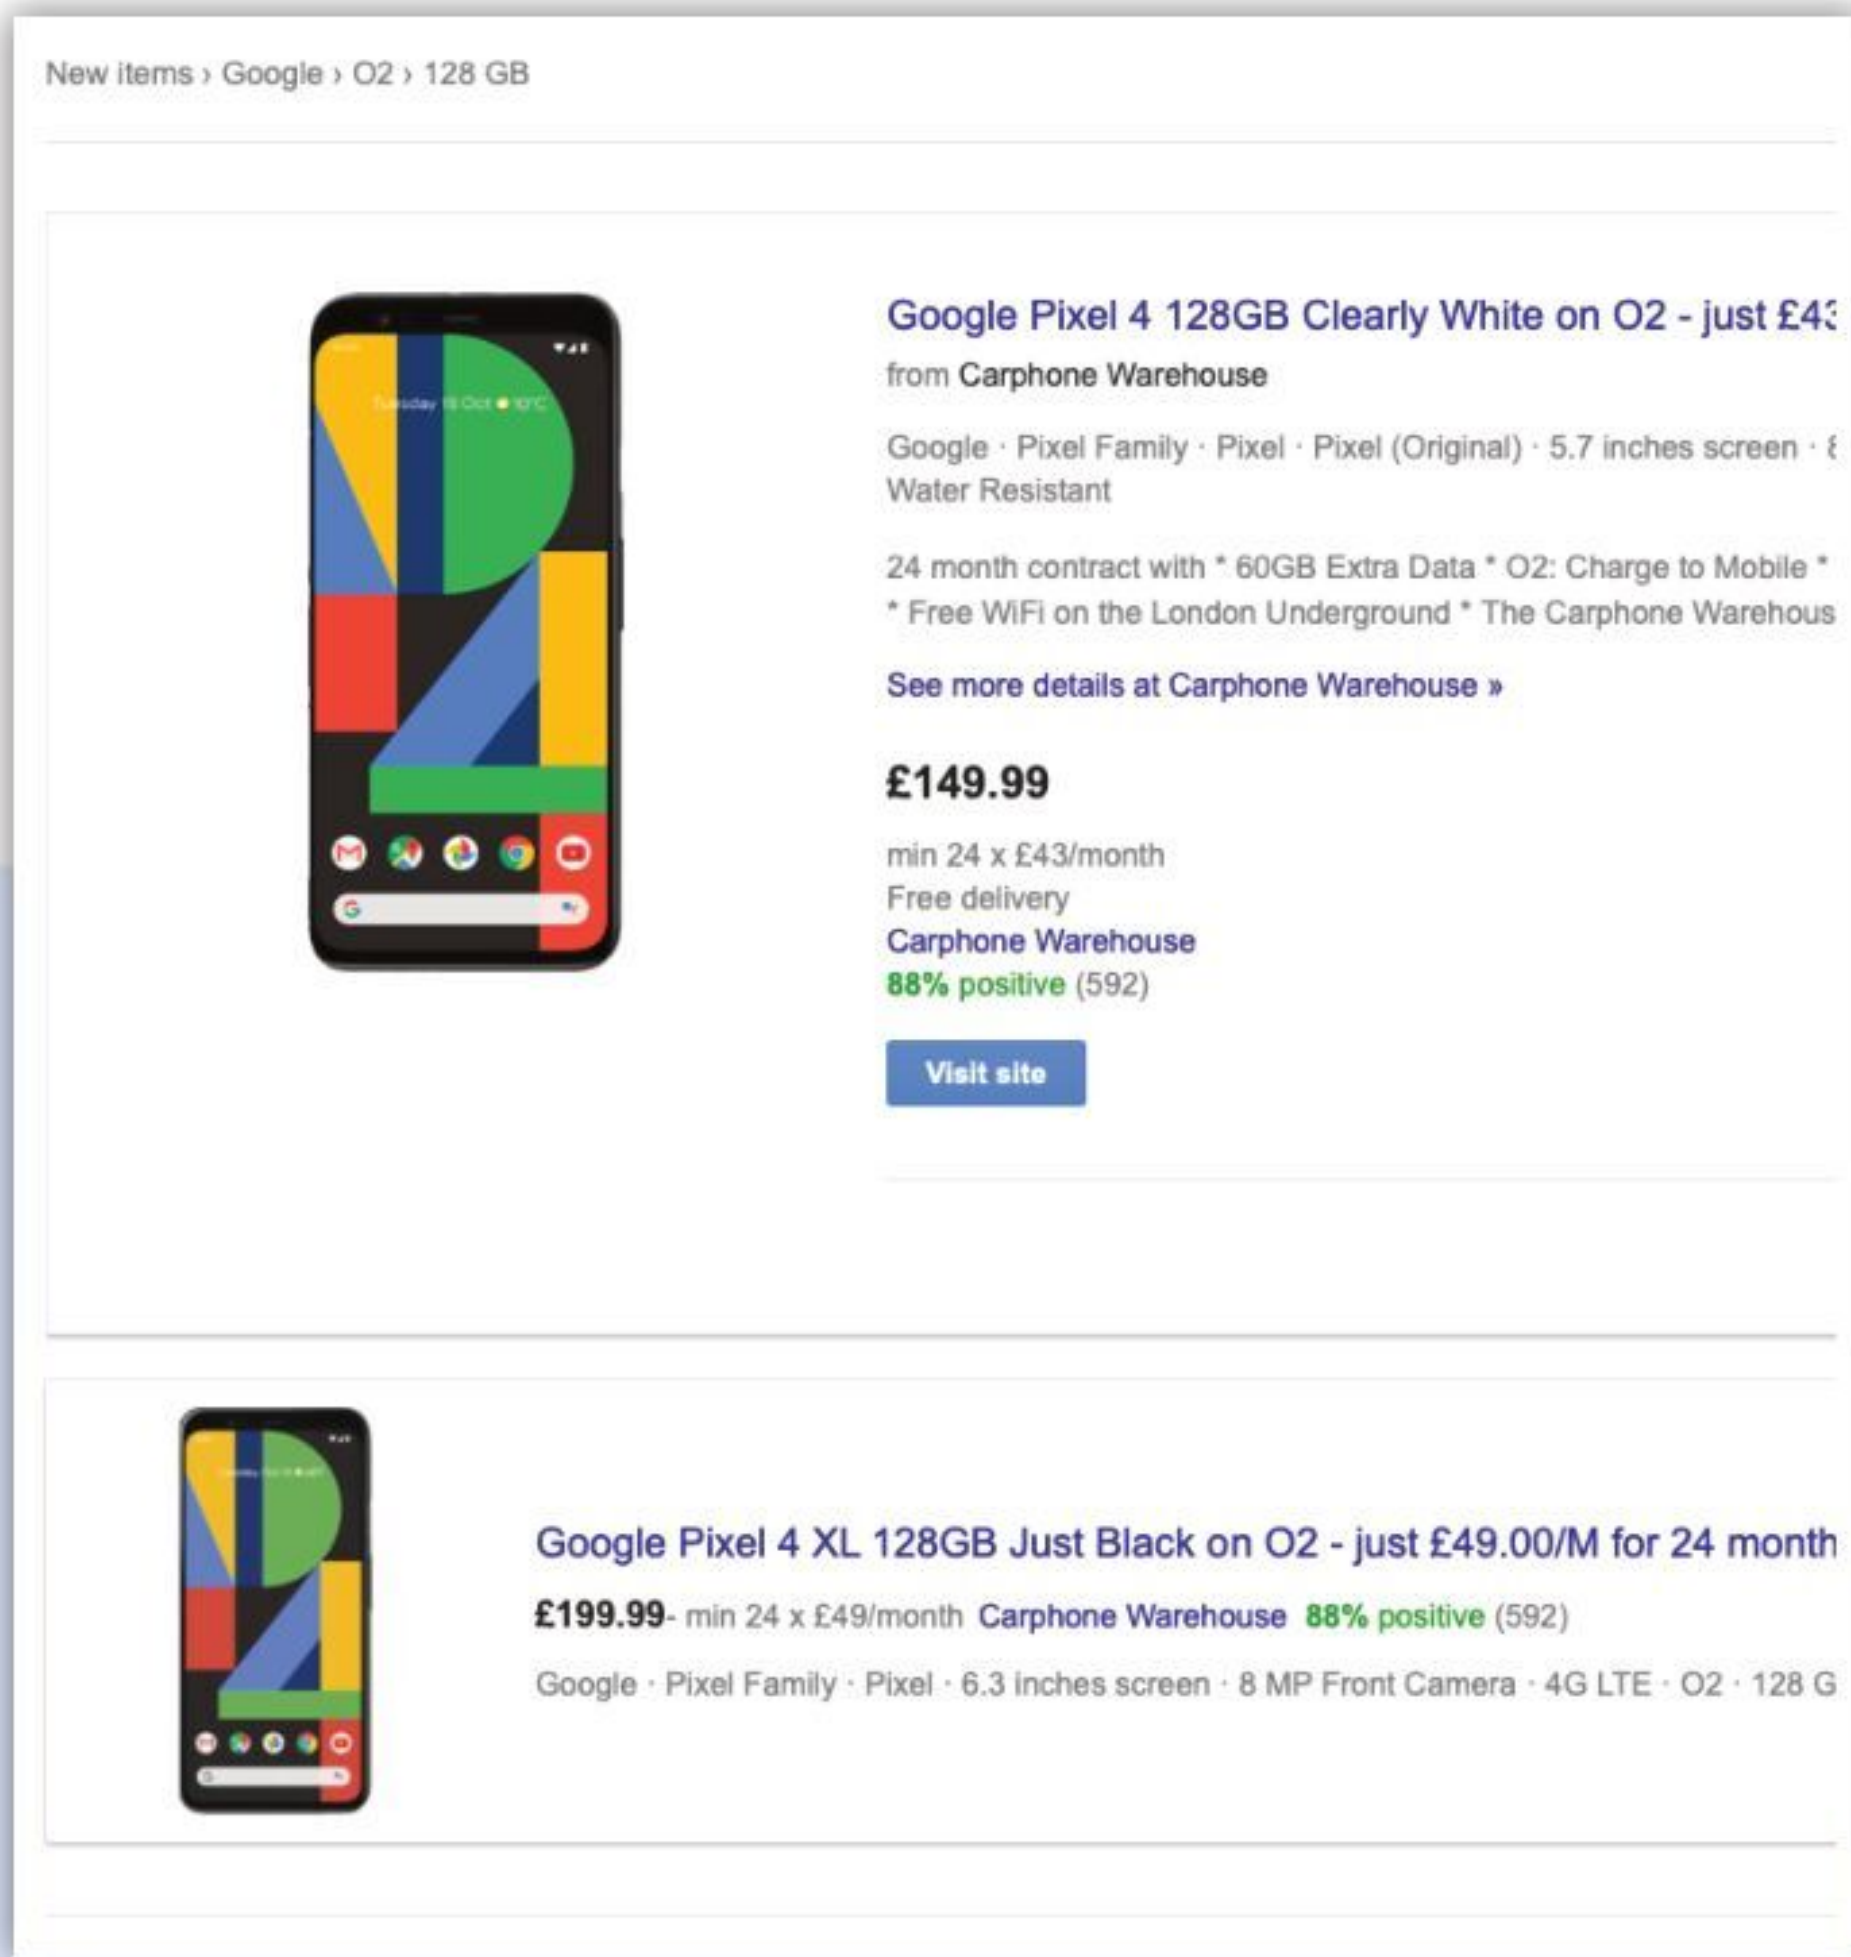 New items › Google › O2 › 128 GB
Tuesday 15 Oct 10°C
Google Pixel 4 128GB Clearly White on O2 - just £43
from Carphone Warehouse
Google · Pixel Family · Pixel · Pixel (Original) · 5.7 inches screen ·
Water Resistant
24 month contract with * 60GB Extra Data * O2: Charge to Mobile *
* Free WiFi on the London Underground * The Carphone Warehous
See more details at Carphone Warehouse »
£149.99
min 24 x £43/month
Free delivery
Carphone Warehouse
88% positive (592)
Visit site
Google Pixel 4 XL 128GB Just Black on O2 - just £49.00/M for 24 month
£199.99- min 24 x £49/month Carphone Warehouse 88% positive (592)
Google · Pixel Family · Pixel · 6.3 inches screen · 8 MP Front Camera · 4G LTE · O2 · 128 G